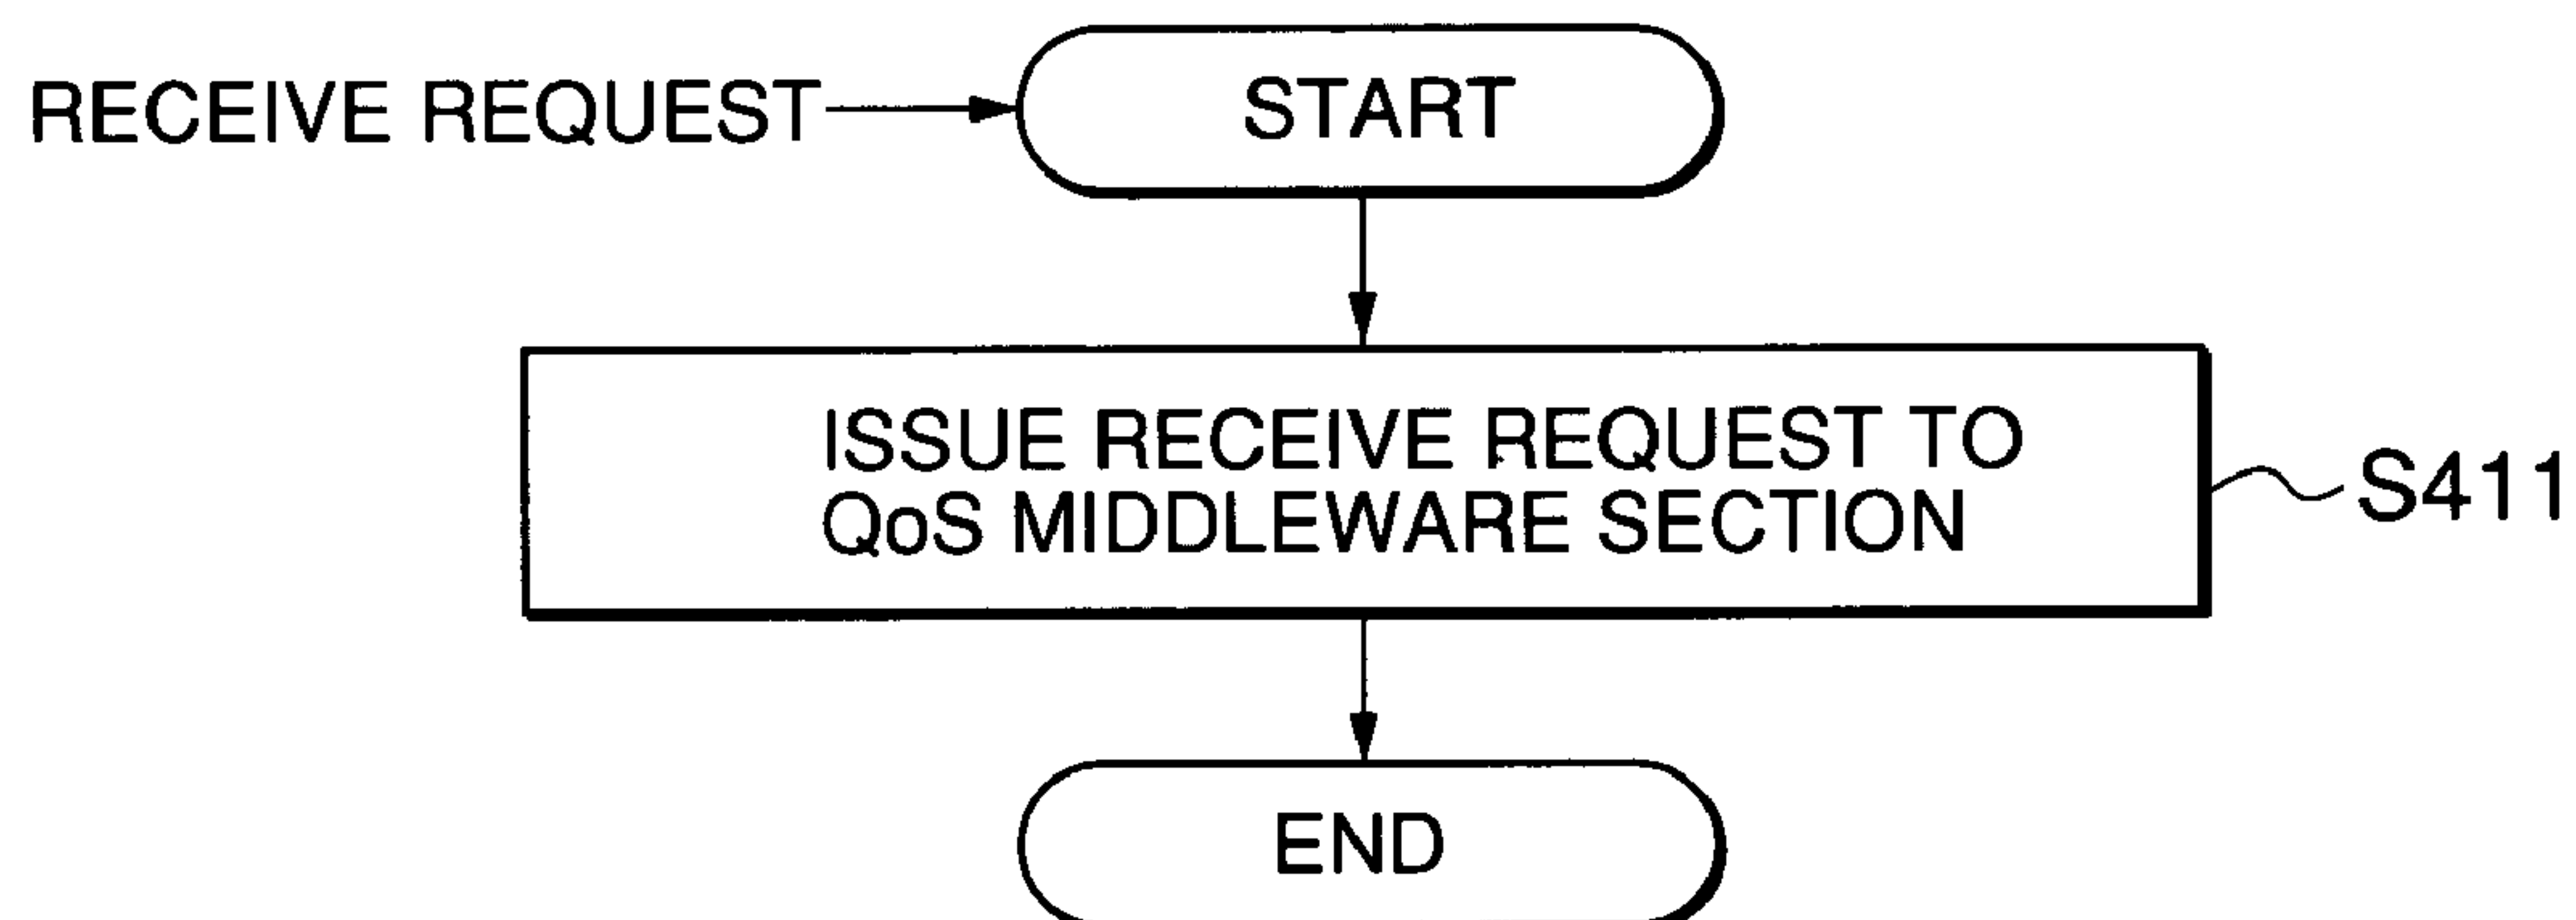 RECEIVE REQUEST
START
ISSUE RECEIVE REQUEST TO
QoS MIDDLEWARE SECTION
S411
END